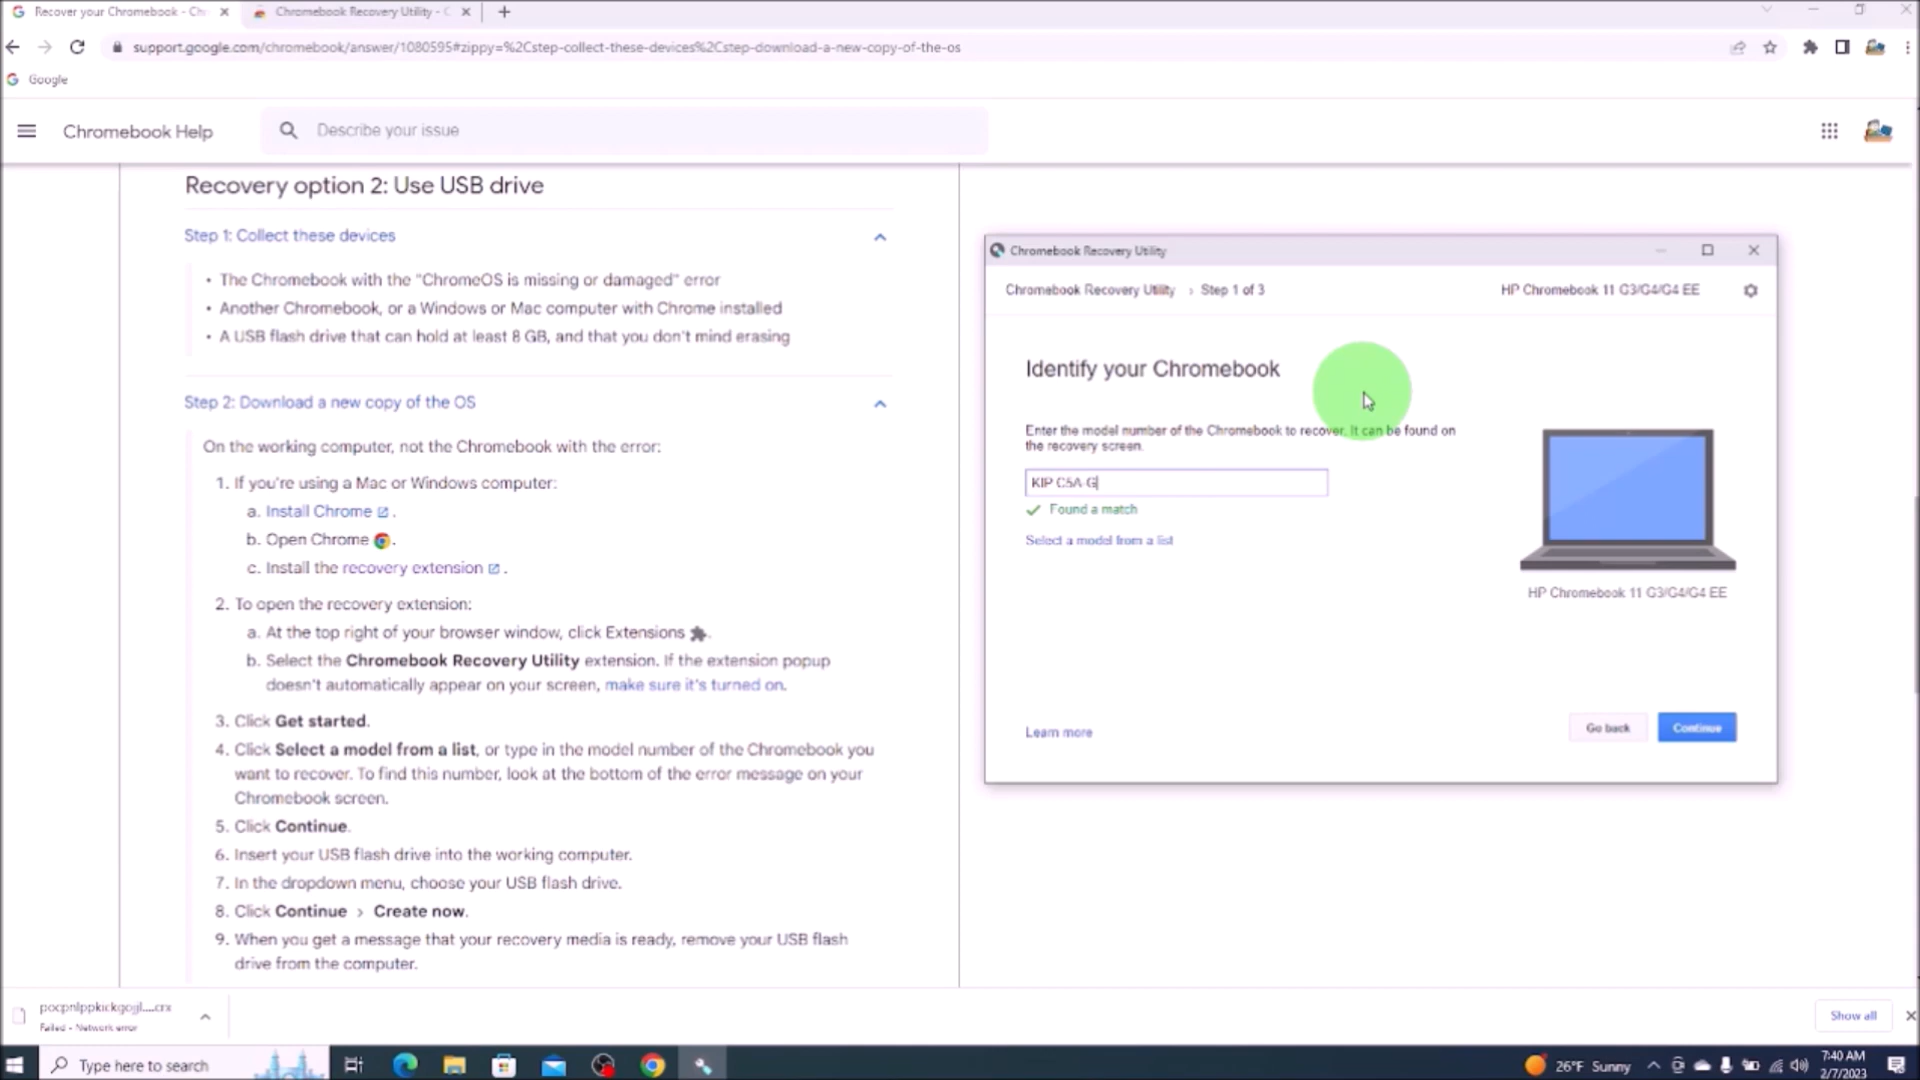 Recover your Chromebook - Ch
Chromebook Recovery Utility - C
support.google.com/chromebook/answer/1080595#zippy=%2Cstep-collect-these-devices%2Cstep-download-a-new-copy-of-the-os
Google
Chromebook Help
Describe your issue
Recovery option 2: Use USB drive
Step 1: Collect these devices
• The Chromebook with the "ChromeOS is missing or damaged" error
• Another Chromebook, or a Windows or Mac computer with Chrome installed
• A USB flash drive that can hold at least 8 GB, and that you don't mind erasing
Step 2: Download a new copy of the OS
On the working computer, not the Chromebook with the error:
1. If you're using a Mac or Windows computer:
a. Install Chrome .
b. Open Chrome .
c. Install the recovery extension .
2. To open the recovery extension:
a. At the top right of your browser window, click Extensions .
b. Select the Chromebook Recovery Utility extension. If the extension popup
doesn't automatically appear on your screen, make sure it's turned on.
3. Click Get started.
4. Click Select a model from a list, or type in the model number of the Chromebook you
want to recover. To find this number, look at the bottom of the error message on your
Chromebook screen.
5. Click Continue.
6. Insert your USB flash drive into the working computer.
7. In the dropdown menu, choose your USB flash drive.
8. Click Continue > Create now.
9. When you get a message that your recovery media is ready, remove your USB flash
drive from the computer.
Chromebook Recovery Utility
Chromebook Recovery Utility › Step 1 of 3
HP Chromebook 11 G3/G4/G4 EE
Identify your Chromebook
Enter the model number of the Chromebook to recover. It can be found on
the recovery screen.
KIP C5A-G
Found a match
Select a model from a list
HP Chromebook 11 G3/G4/G4 EE
Learn more
Go back
Continue
Failed - Network error
Show all
Type here to search
26°F Sunny
7:40 AM
2/7/2023